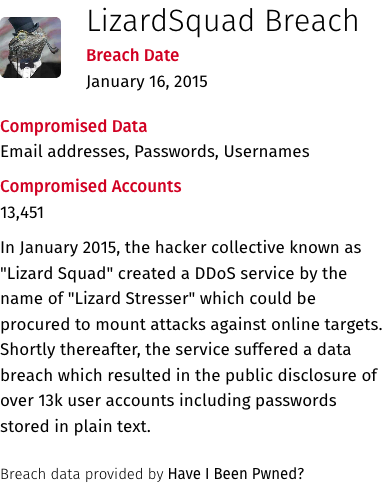 LizardSquad Breach
Breach Date
January 16, 2015
Compromised Data
Email addresses, Passwords, Usernames
Compromised Accounts
13,451
In January 2015, the hacker collective known as
"Lizard Squad" created a DDoS service by the
name of "Lizard Stresser" which could be
procured to mount attacks against online targets.
Shortly thereafter, the service suffered a data
breach which resulted in the public disclosure of
over 13k user accounts including passwords
stored in plain text.
Breach data provided by Have I Been Pwned?